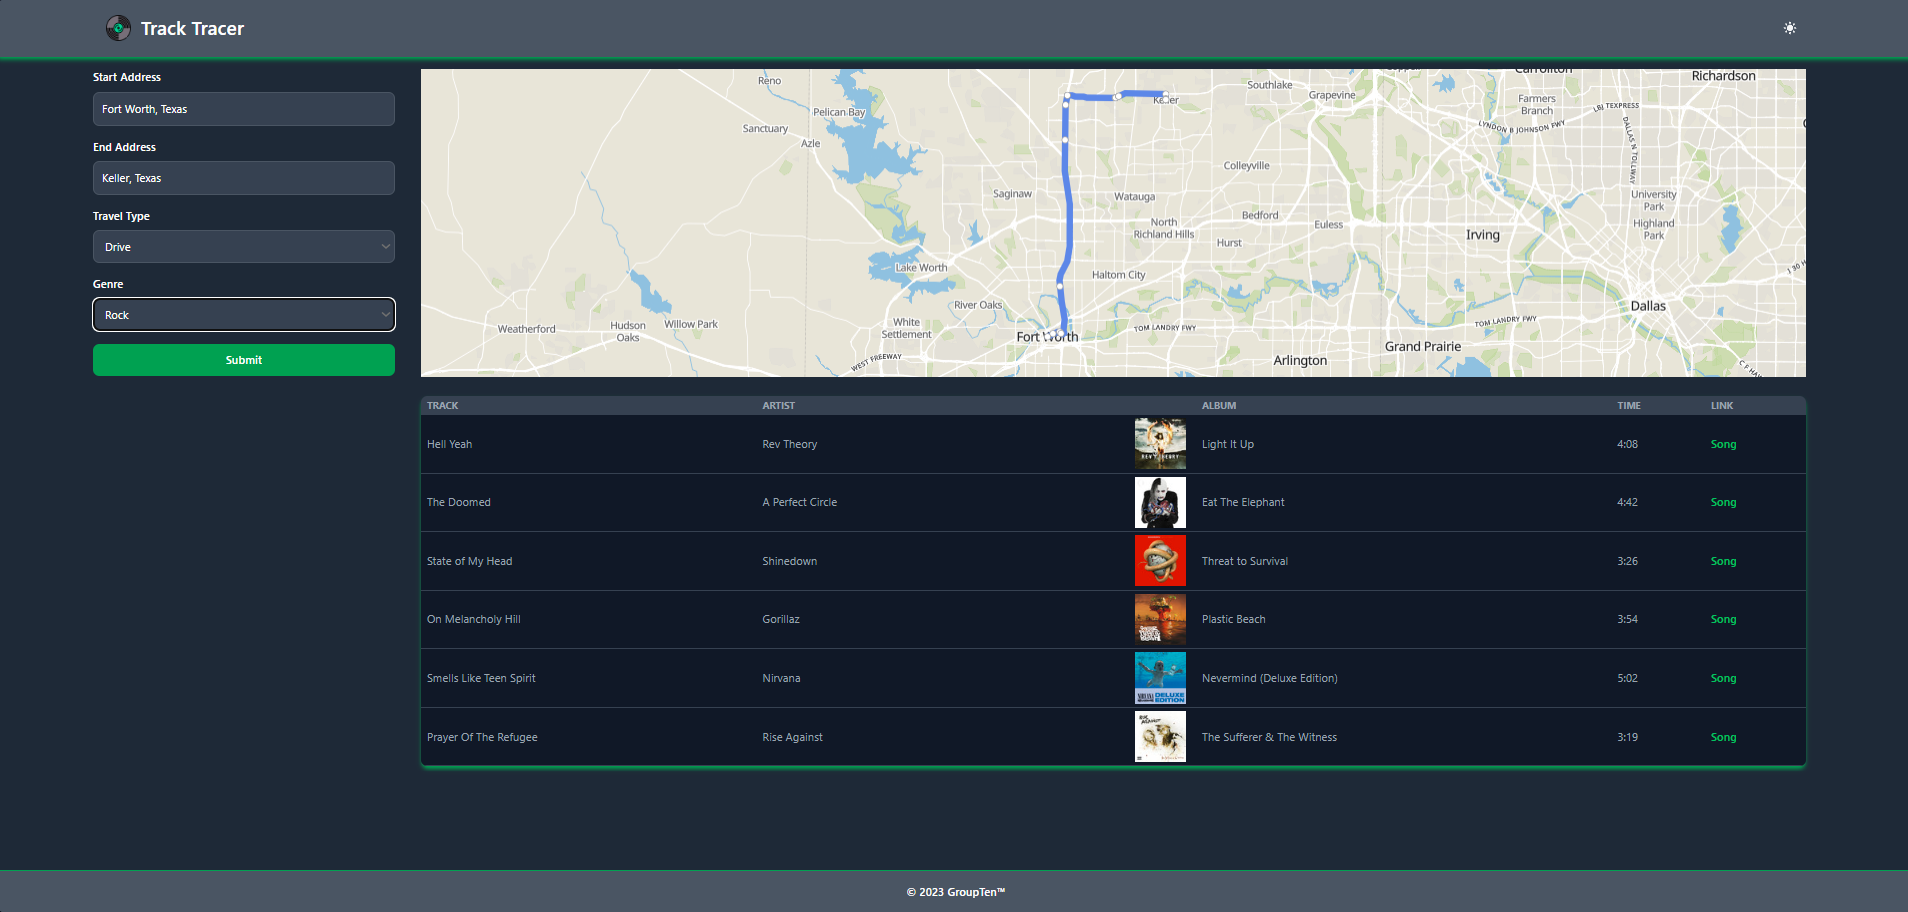 Track Tracer
Start Address
Fort Worth, Texas
End Address
Keller, Texas
Travel Type
Drive
Genre
Rock
Submit
Reno
Pelican Bay
Sanctuary
Azle
Keller
Southlake
Grapevine
Carrollton
Richardson
Farmers
Branch
LBJ TEXPRESS
LYNDON B JOHNSON FWY
DALLAS N TOLLWAY
Colleyville
Saginaw
Watauga
North
Richland Hills
Bedford
Euless
Hurst
Irving
University
Park
Highland
Park
Lake Worth
Haltom City
River Oaks
White
Settlement
Fort Worth
TOM LANDRY FWY
TOM LANDRY FWY
Dallas
Weatherford
Hudson
Oaks
Willow Park
WEST FREEWAY
Arlington
Grand Prairie
TRACK ARTIST ALBUM TIME LINK
Hell Yeah Rev Theory Light It Up 4:08 Song
The Doomed A Perfect Circle Eat The Elephant 4:42 Song
State of My Head Shinedown Threat to Survival 3:26 Song
On Melancholy Hill Gorillaz Plastic Beach 3:54 Song
Smells Like Teen Spirit Nirvana Nevermind (Deluxe Edition) 5:02 Song
Prayer Of The Refugee Rise Against The Sufferer & The Witness 3:19 Song
© 2023 GroupTen™